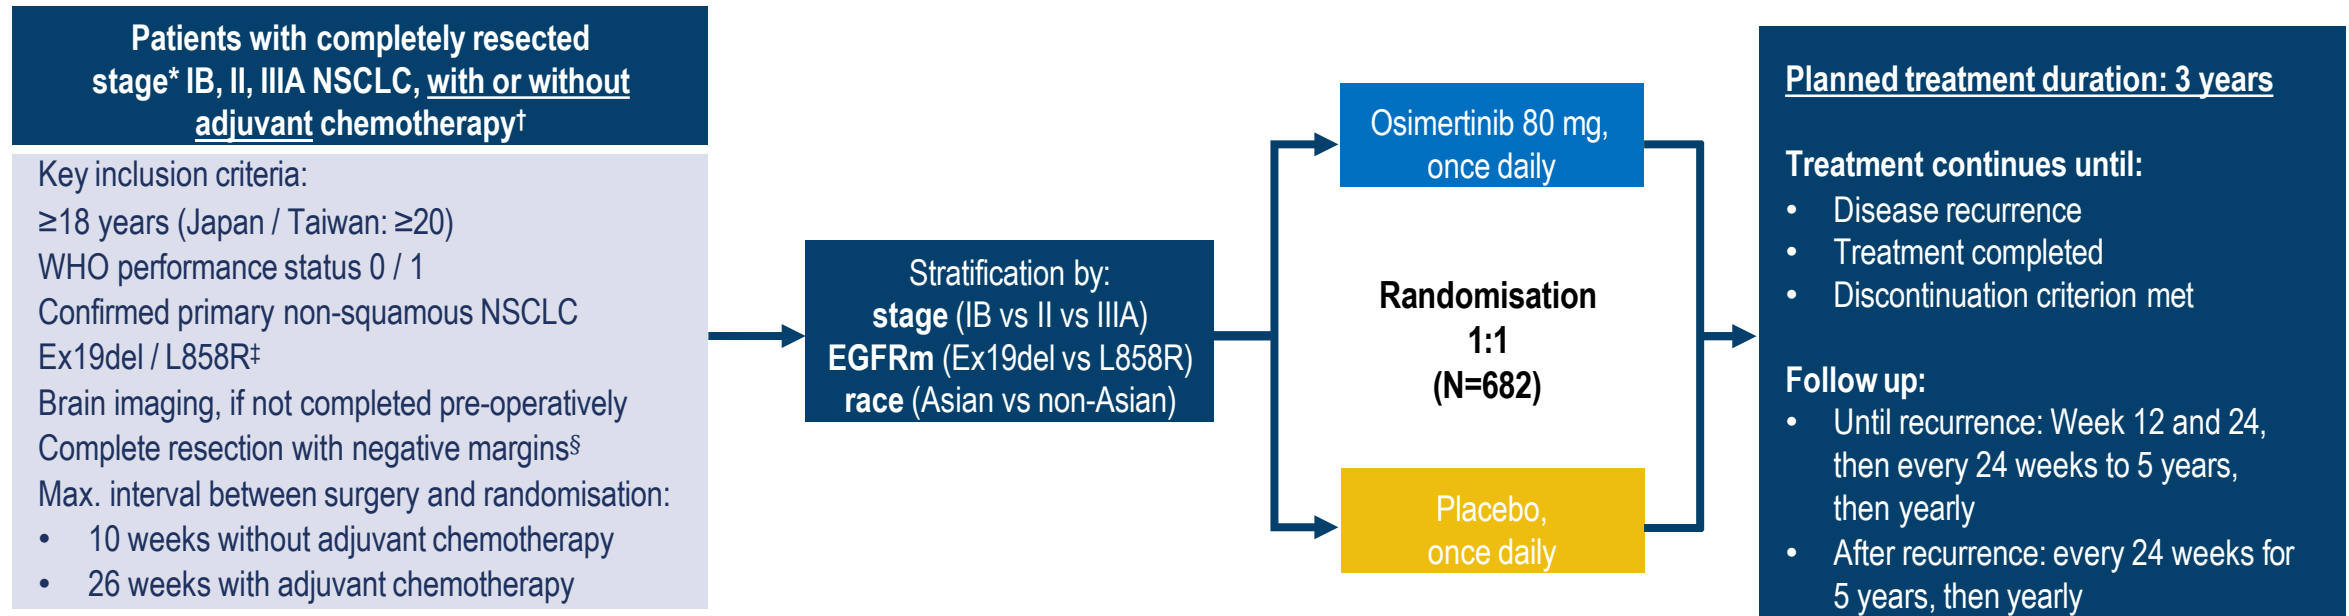 Patients with completely resected
stage* IB, II, IIIA NSCLC, with or without
adjuvant chemotherapy†
Key inclusion criteria:
≥18 years (Japan / Taiwan: ≥20)
WHO performance status 0 / 1
Confirmed primary non-squamous NSCLC
Ex19del / L858R‡
Brain imaging, if not completed pre-operatively
Complete resection with negative margins§
Max. interval between surgery and randomisation:
• 10 weeks without adjuvant chemotherapy
• 26 weeks with adjuvant chemotherapy
Stratification by:
stage (IB vs II vs IIIA)
EGFRm (Ex19del vs L858R)
race (Asian vs non-Asian)
Osimertinib 80 mg,
once daily
Randomisation
1:1
(N=682)
Placebo,
once daily
Planned treatment duration: 3 years
Treatment continues until:
• Disease recurrence
• Treatment completed
• Discontinuation criterion met
Follow up:
• Until recurrence: Week 12 and 24,
then every 24 weeks to 5 years,
then yearly
• After recurrence: every 24 weeks for
5 years, then yearly